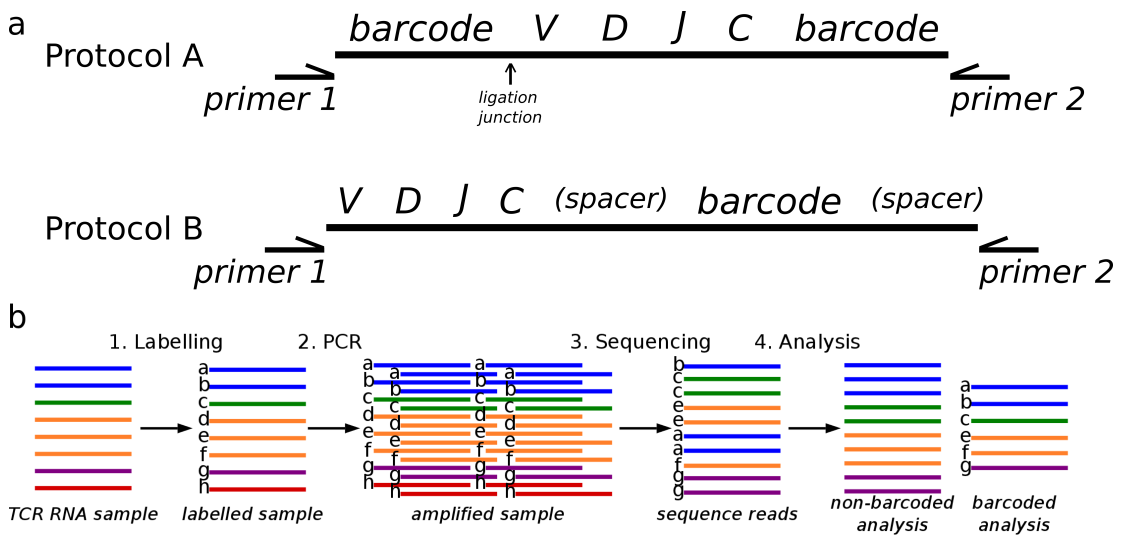 a
Protocol A
barcode V D J C barcode
primer 1
ligation
junction
primer 2
Protocol B
V D J C (spacer) barcode (spacer)
primer 1
primer 2
b
1. Labelling
2. PCR
3. Sequencing
4. Analysis
a
b
c
d
e
f
g
h
a a
a a
b b
b b
c c
c c
d d
d d
e e
e e
f f
f f
g g
g g
h h
h h
b
c
c
e
e
a
a
f
g
g
a
b
c
e
f
g
TCR RNA sample
labelled sample
amplified sample
sequence reads
non-barcoded
analysis
barcoded
analysis